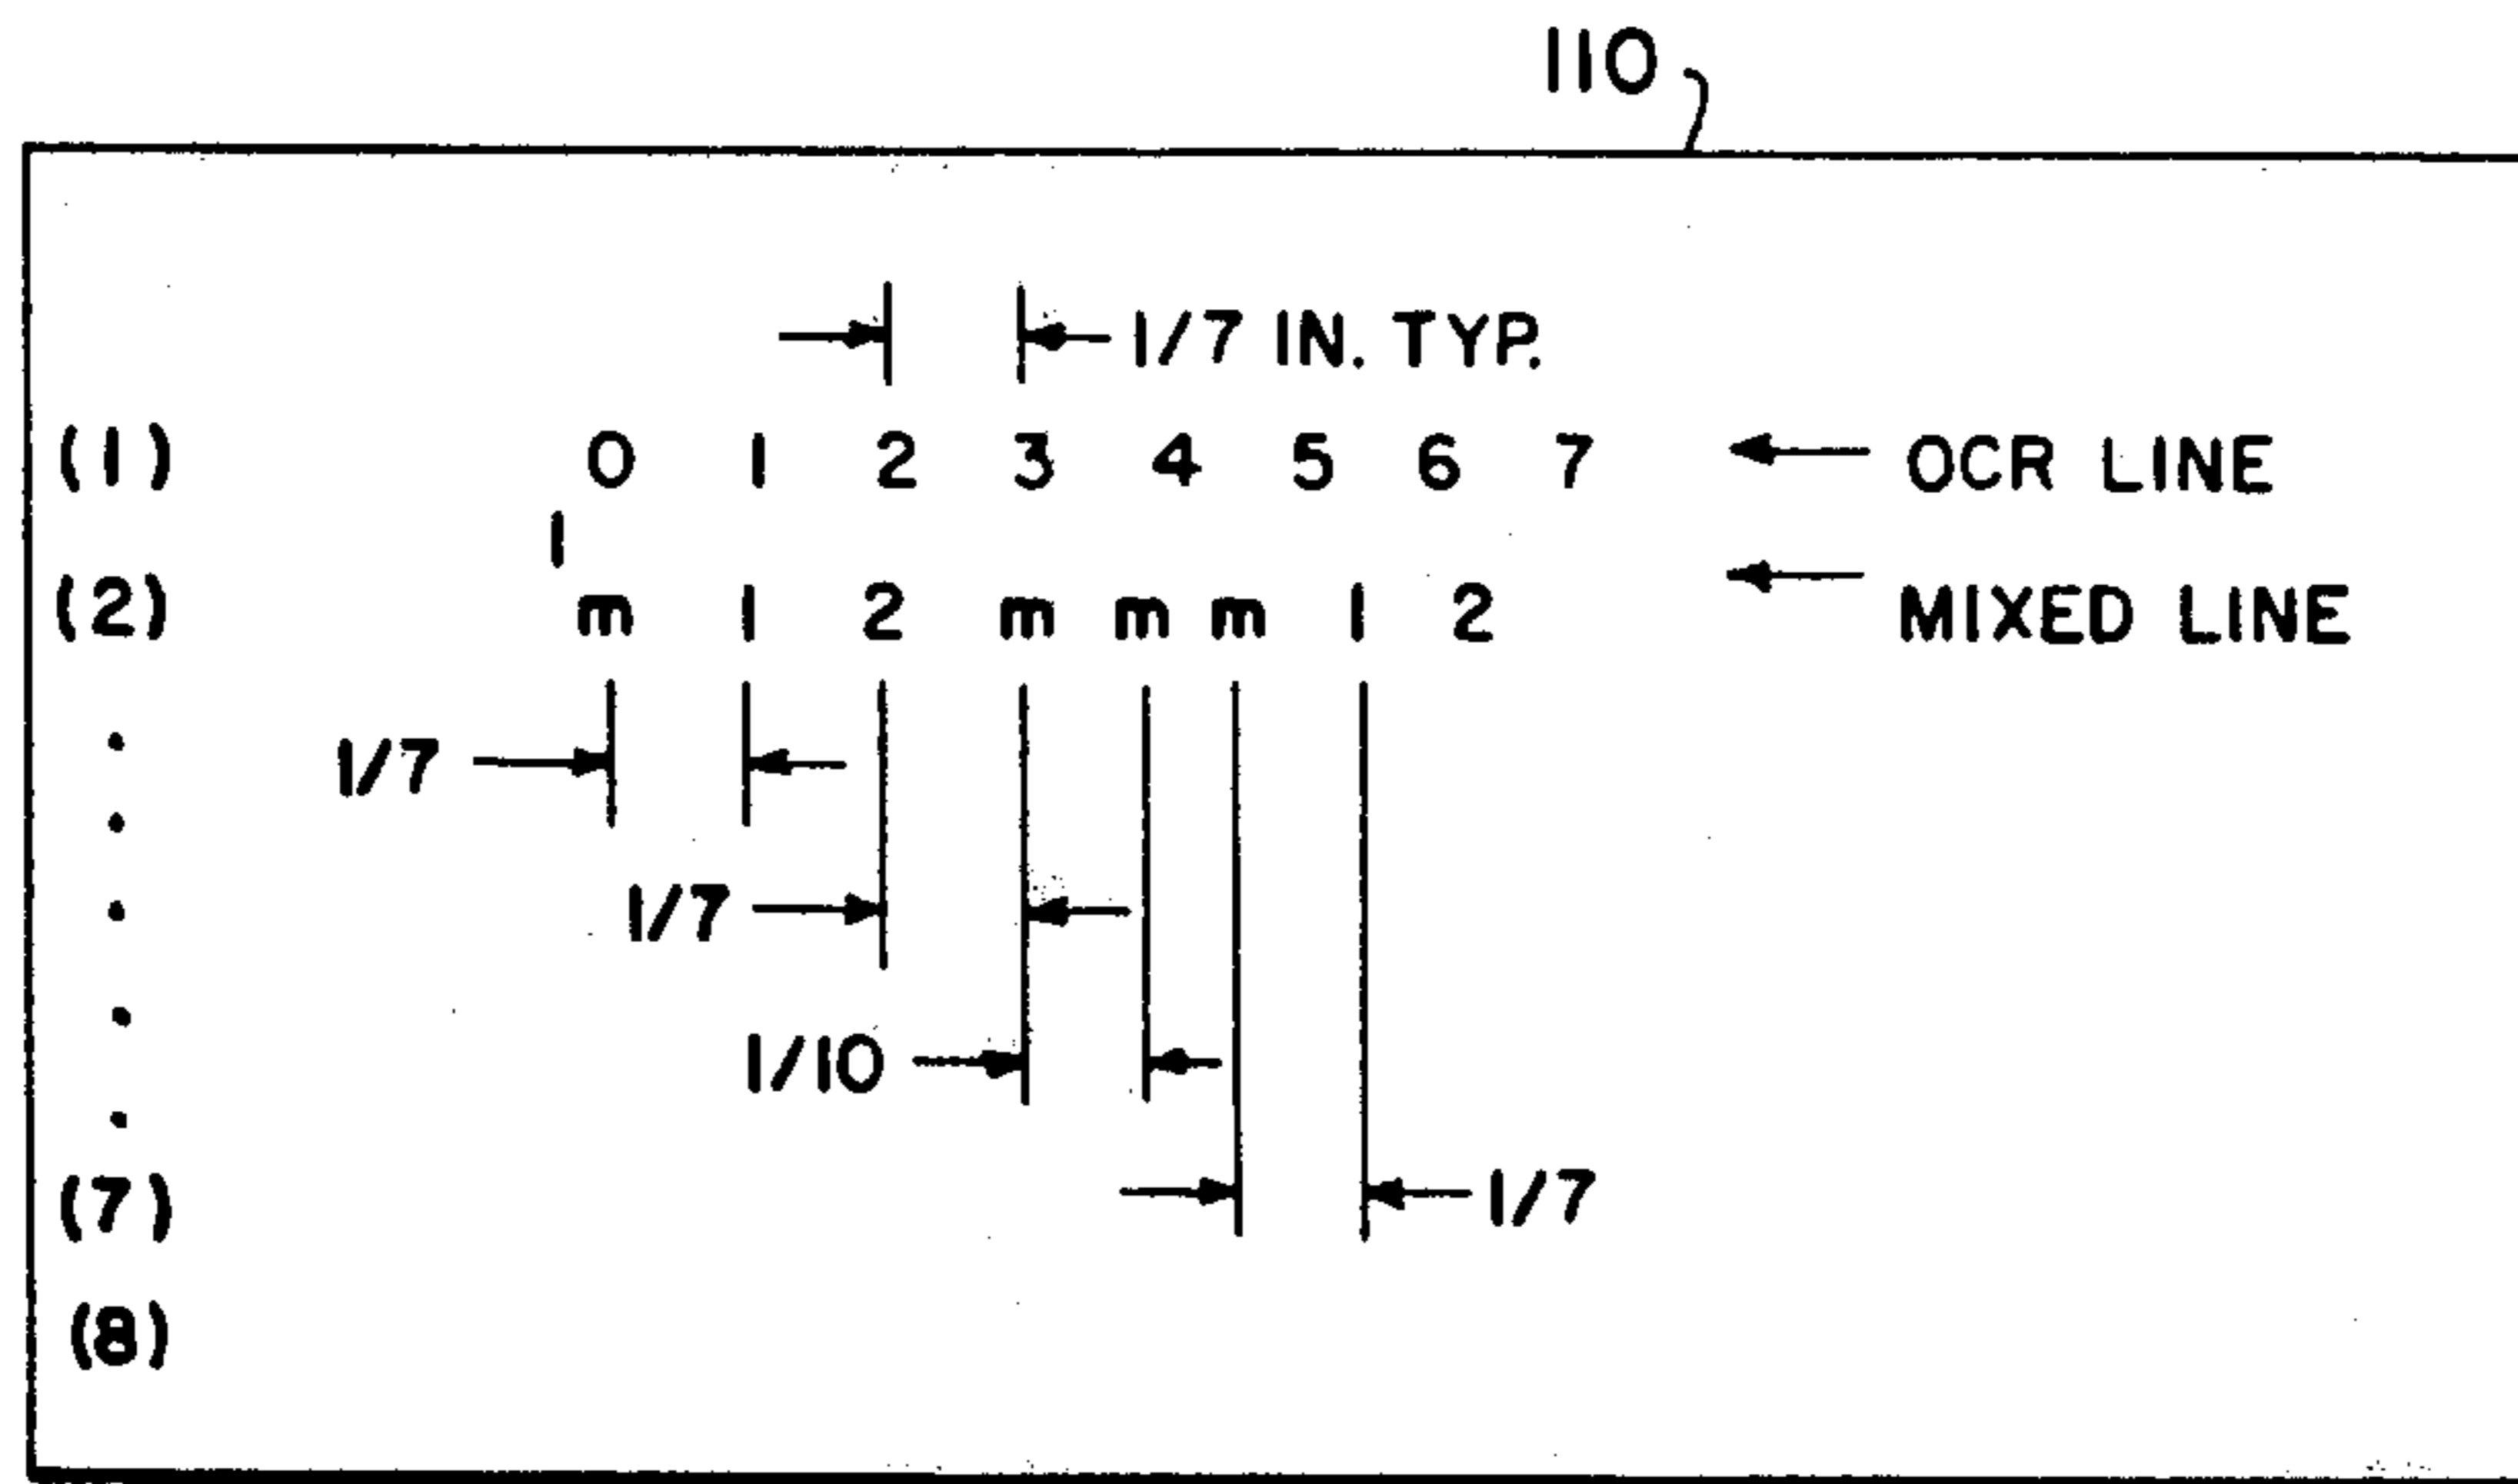 110
1/7 IN. TYP.
(1) 0 1 2 3 4 5 6 7 OCR LINE
1
(2) m 1 2 m m m 1 2 MIXED LINE
1/7
1/7
1/10
(7) 1/7
(8)